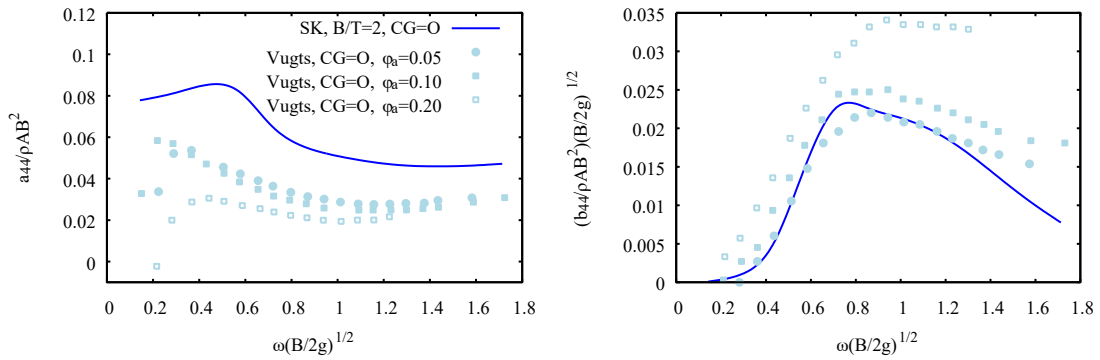 0.12
0.1
0.08
0.06
0.04
0.02
0
a44/ρAB²
SK, B/T=2, CG=O
Vugts, CG=O, φa=0.05
Vugts, CG=O, φa=0.10
Vugts, CG=O, φa=0.20
0 0.2 0.4 0.6 0.8 1 1.2 1.4 1.6 1.8
ω(B/2g) 1/2
0.035
0.03
0.025
0.02
0.015
0.01
0.005
0
(b44/ρAB²)(B/2g) 1/2
0 0.2 0.4 0.6 0.8 1 1.2 1.4 1.6 1.8
ω(B/2g) 1/2